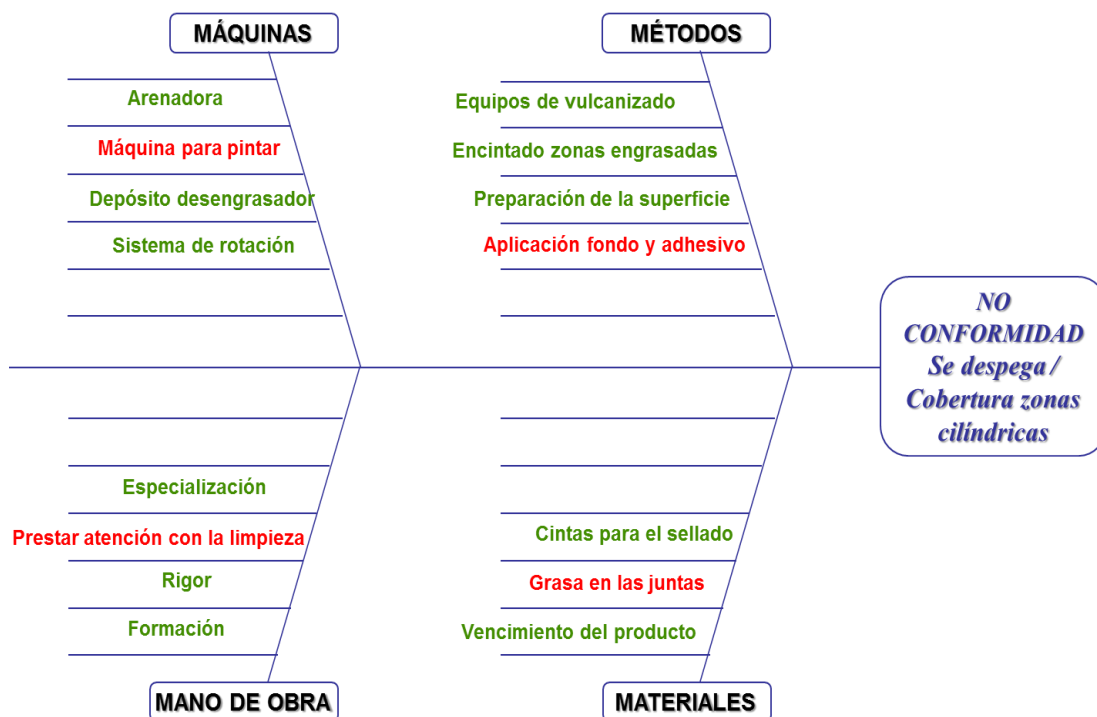 MÁQUINAS
Arenadora
Máquina para pintar
Depósito desengrasador
Sistema de rotación
MÉTODOS
Equipos de vulcanizado
Encintado zonas engrasadas
Preparación de la superficie
Aplicación fondo y adhesivo
NO
CONFORMIDAD
Se despega /
Cobertura zonas
cilíndricas
Especialización
Prestar atención con la limpieza
Rigor
Formación
MANO DE OBRA
Cintas para el sellado
Grasa en las juntas
Vencimiento del producto
MATERIALES